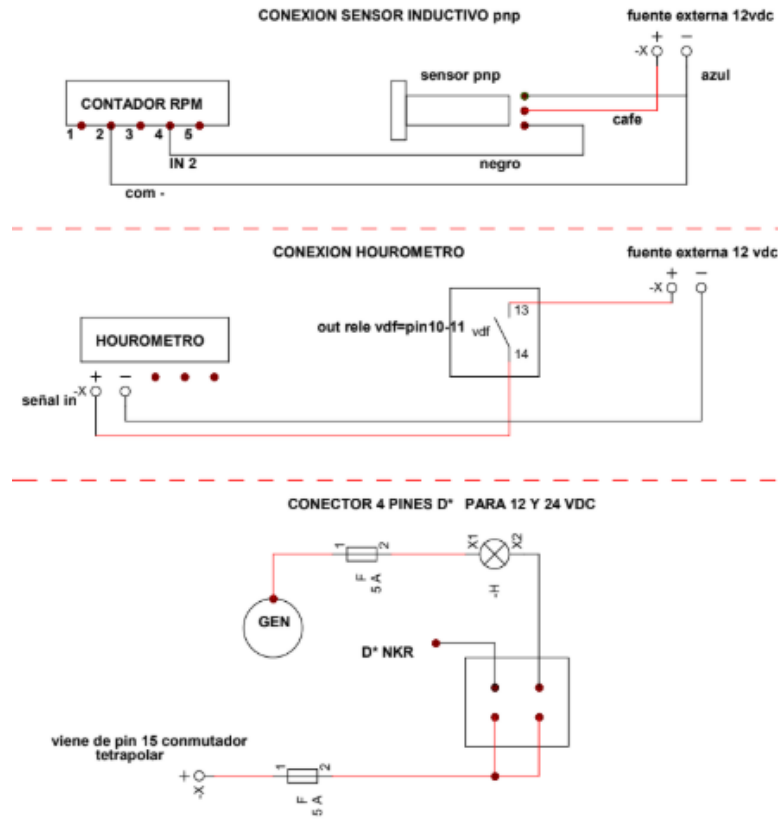 CONEXION SENSOR INDUCTIVO pnp
fuente externa 12vdc
-X + −
azul
sensor pnp
CONTADOR RPM
cafe
1 2 3 4 5
IN 2
negro
com -
CONEXION HOUROMETRO
fuente externa 12 vdc
-X + −
13
out rele vdf=pin10-11
vdf
HOUROMETRO
14
+ −
-X
señal in
CONECTOR 4 PINES D* PARA 12 Y 24 VDC
1 2
X1 X2
F
5 A
-H
GEN
D* NKR
viene de pin 15 conmutador
tetrapolar
1 2
+
-X
F
5 A